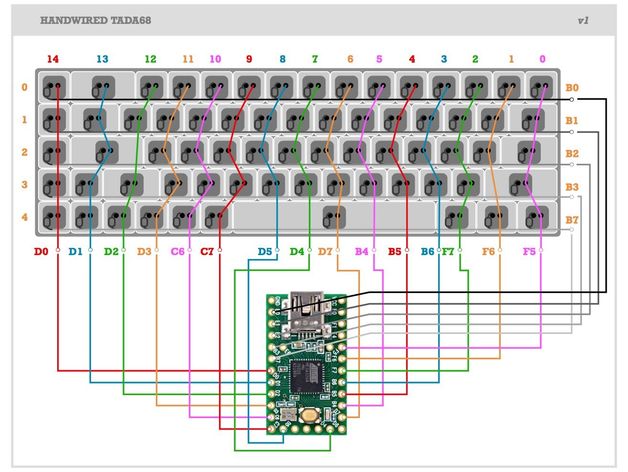 HANDWIRED TADA68 v1
14 13 12 11 10 9 8 7 6 5 4 3 2 1 0
0 B0
1 B1
2 B2
3 B3
4 B7
D0 D1 D2 D3 C6 C7 D5 D4 D7 B4 B5 B6 F7 F6 F5